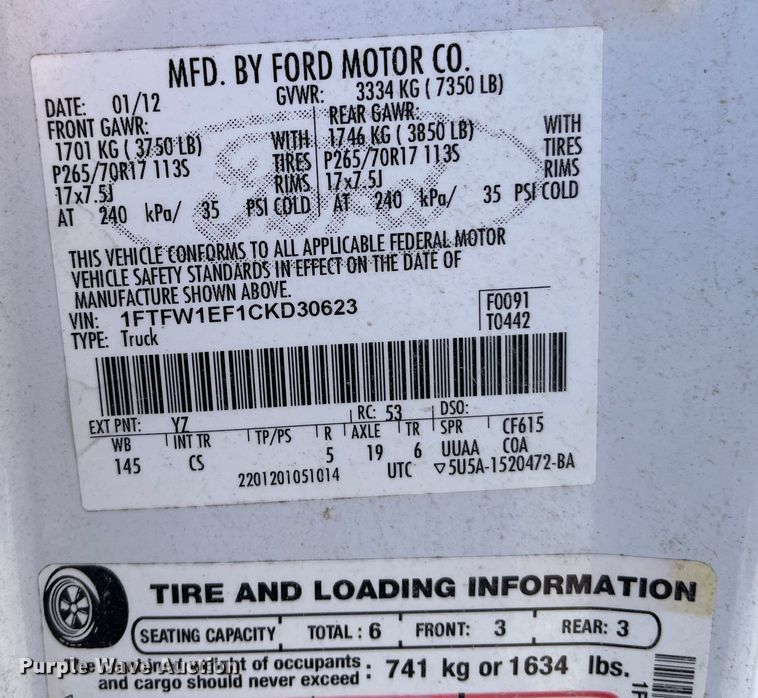 MFD. BY FORD MOTOR CO.
DATE: 01/12 GVWR: 3334 KG ( 7350 LB)
FRONT GAWR: REAR GAWR:
1701 KG ( 3750 LB) WITH 1746 KG ( 3850 LB) WITH
P265/70R17 113S TIRES P265/70R17 113S TIRES
17x7.5J RIMS 17x7.5J RIMS
AT 240 kPa/ 35 PSI COLD AT 240 kPa/ 35 PSI COLD
THIS VEHICLE CONFORMS TO ALL APPLICABLE FEDERAL MOTOR
VEHICLE SAFETY STANDARDS IN EFFECT ON THE DATE OF
MANUFACTURE SHOWN ABOVE.
VIN: 1FTFW1EF1CKD30623 F0091
TYPE: Truck T0442
EXT PNT: YZ RC: 53 DSO:
WB INT TR TP/PS R AXLE TR SPR CF615
145 CS 5 19 6 UUAA COA
2201201051014 UTC ▽5U5A-1520472-BA
TIRE AND LOADING INFORMATION
SEATING CAPACITY TOTAL : 6 FRONT: 3 REAR: 3
of occupants
and cargo should never exceed : 741 kg or 1634 lbs.
Purple Wave Auction